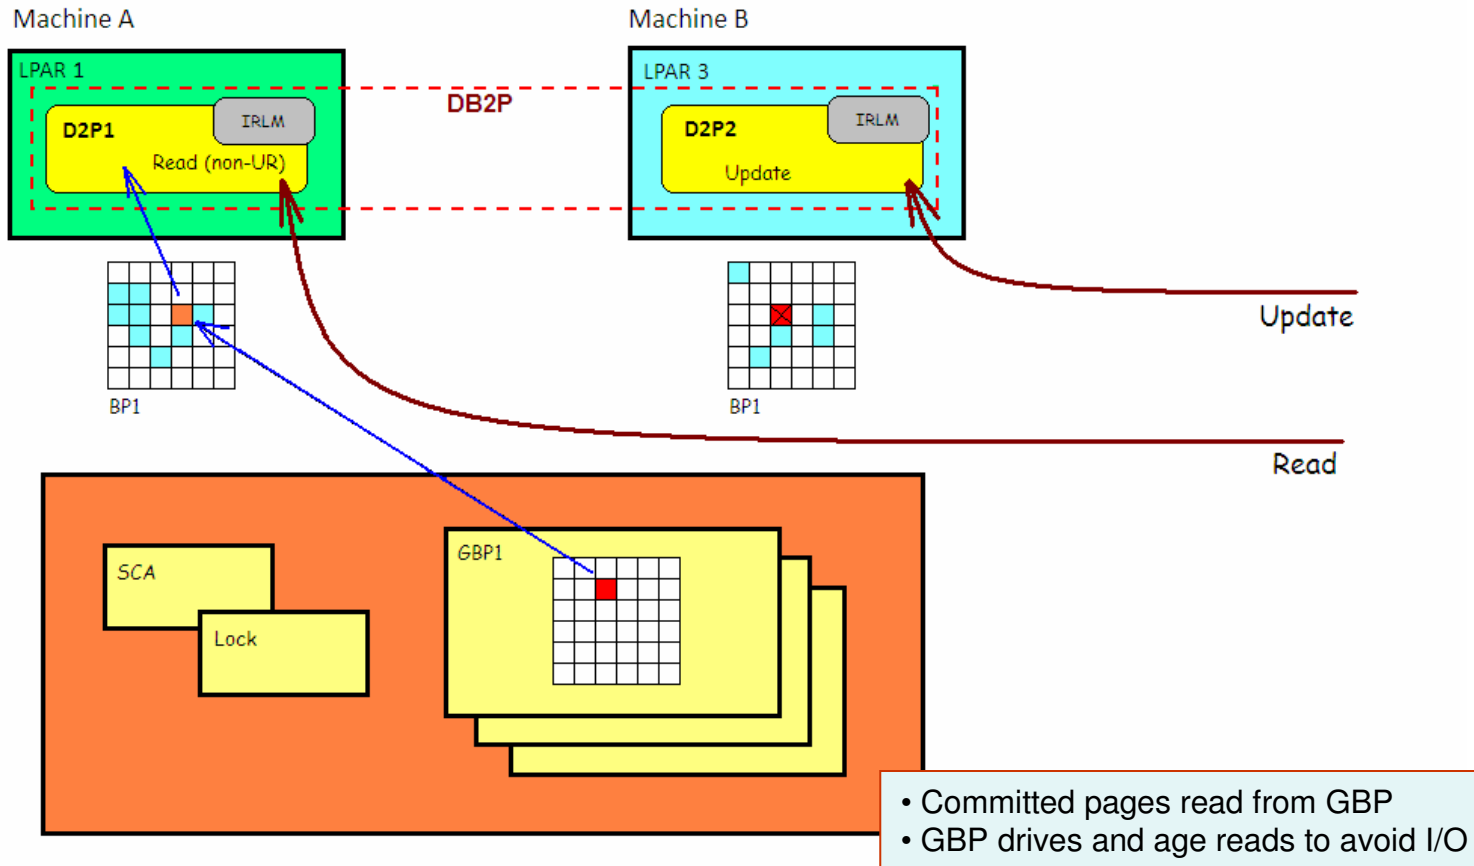 Machine A
Machine B
LPAR 1
LPAR 3
DB2P
D2P1
IRLM
Read (non-UR)
D2P2
IRLM
Update
BP1
BP1
Update
Read
SCA
Lock
GBP1
• Committed pages read from GBP
• GBP drives and age reads to avoid I/O